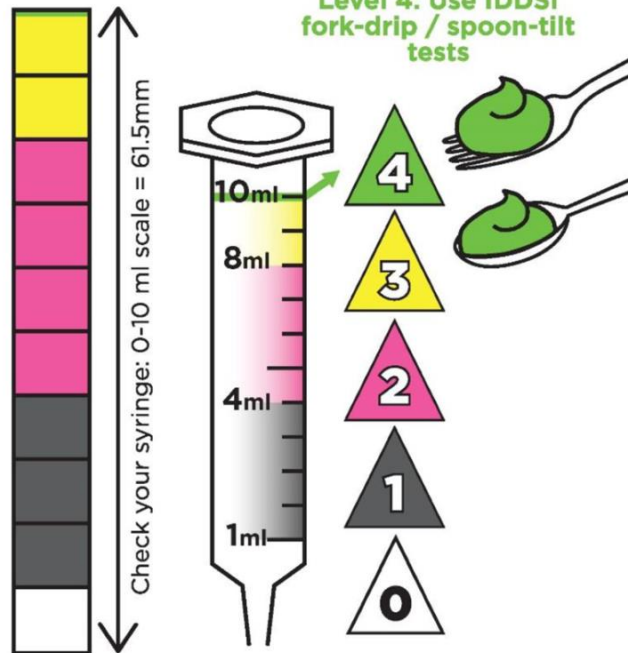 Level 4: Use IDDSI
fork-drip / spoon-tilt
tests
Check your syringe: 0-10 ml scale = 61.5mm
10ml
8ml
4ml
1ml
4
3
2
1
0